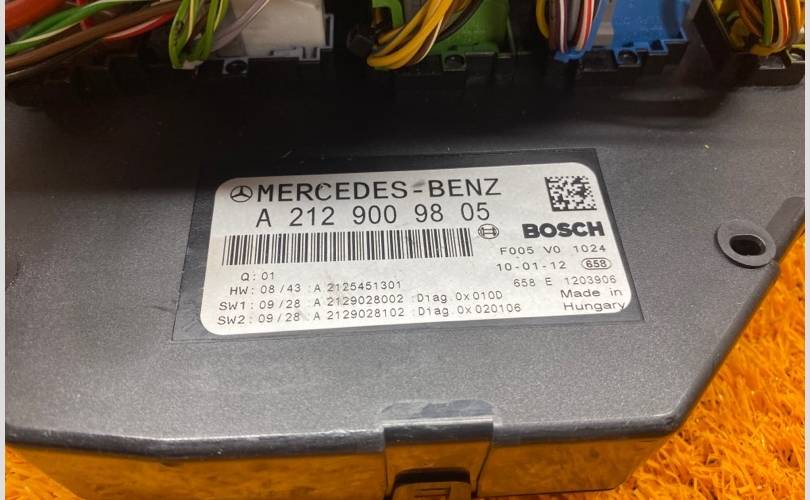 MERCEDES-BENZ
A 212 900 98 05
BOSCH
F005 V0 1024
Q: 01
10-01-12 658
HW: 08/43 :A 2125451301
658 E 1203906
SW1: 09/28 :A 2129028002 :Diag.0x010D
Made in
SW2: 09/28 :A 2129028102 :Diag.0x020106
Hungary